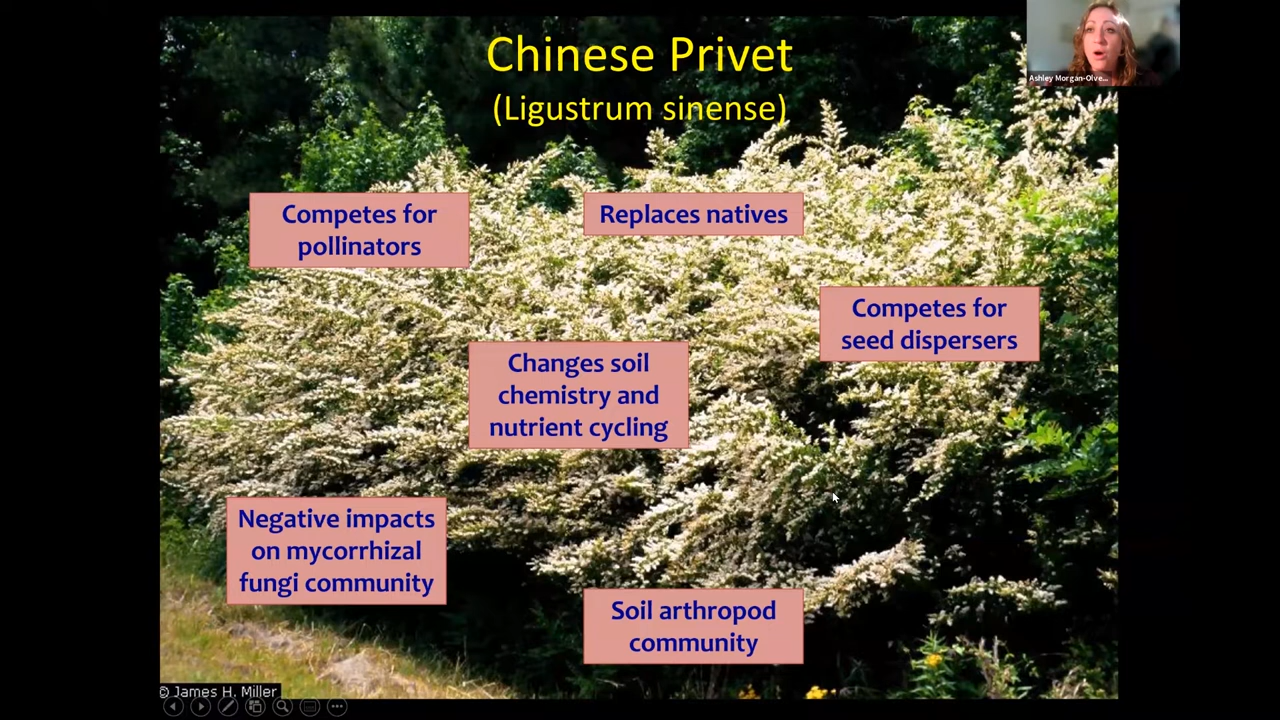 Chinese Privet
(Ligustrum sinense)
Ashley Morgan-Olve...
Competes for
pollinators
Replaces natives
Competes for
seed dispersers
Changes soil
chemistry and
nutrient cycling
Negative impacts
on mycorrhizal
fungi community
Soil arthropod
community
© James H. Miller